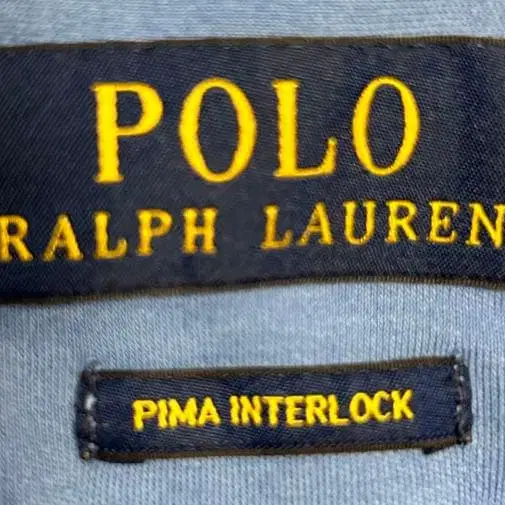 POLO
RALPH LAUREN
PIMA INTERLOCK